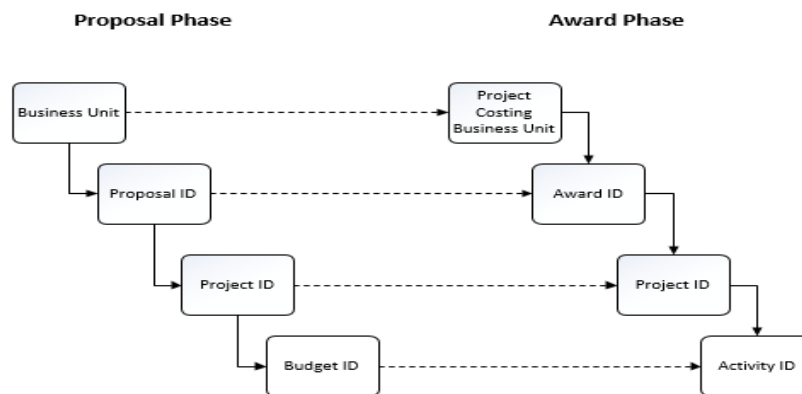 Proposal Phase
Award Phase
Business Unit
Project
Costing
Business Unit
Proposal ID
Award ID
Project ID
Project ID
Budget ID
Activity ID